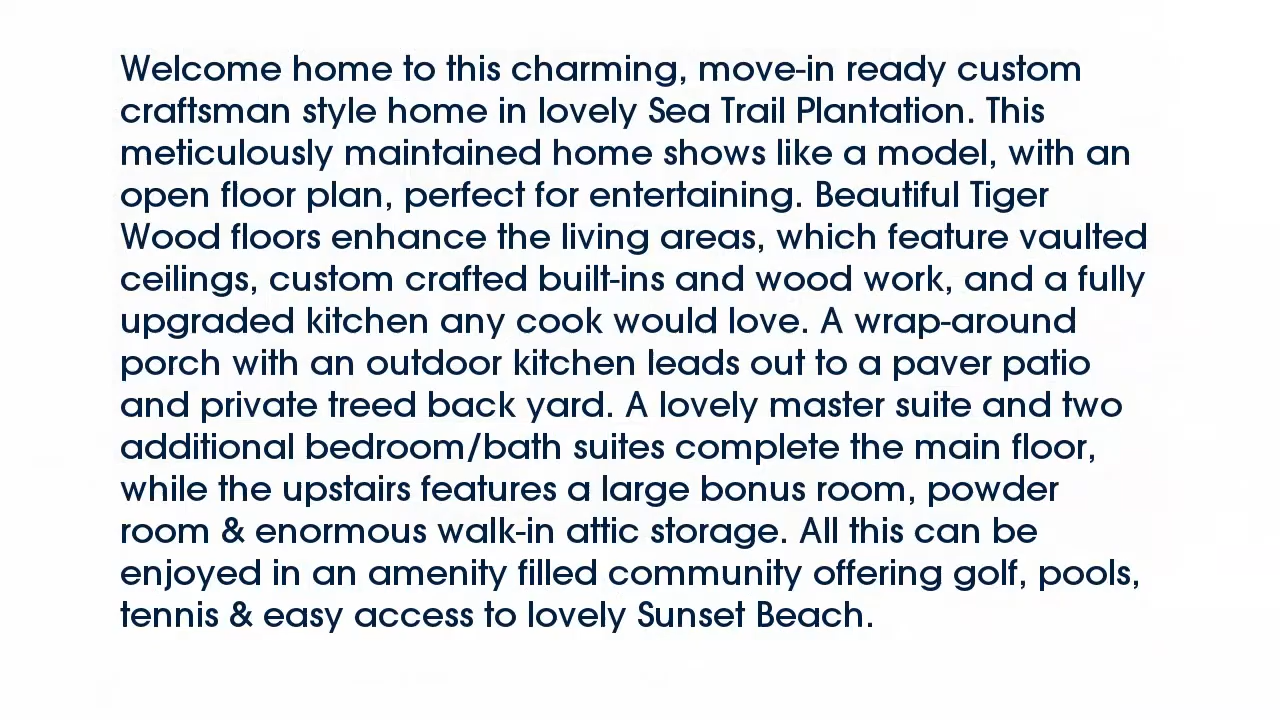 Welcome home to this charming, move-in ready custom
craftsman style home in lovely Sea Trail Plantation. This
meticulously maintained home shows like a model, with an
open floor plan, perfect for entertaining. Beautiful Tiger
Wood floors enhance the living areas, which feature vaulted
ceilings, custom crafted built-ins and wood work, and a fully
upgraded kitchen any cook would love. A wrap-around
porch with an outdoor kitchen leads out to a paver patio
and private treed back yard. A lovely master suite and two
additional bedroom/bath suites complete the main floor,
while the upstairs features a large bonus room, powder
room & enormous walk-in attic storage. All this can be
enjoyed in an amenity filled community offering golf, pools,
tennis & easy access to lovely Sunset Beach.